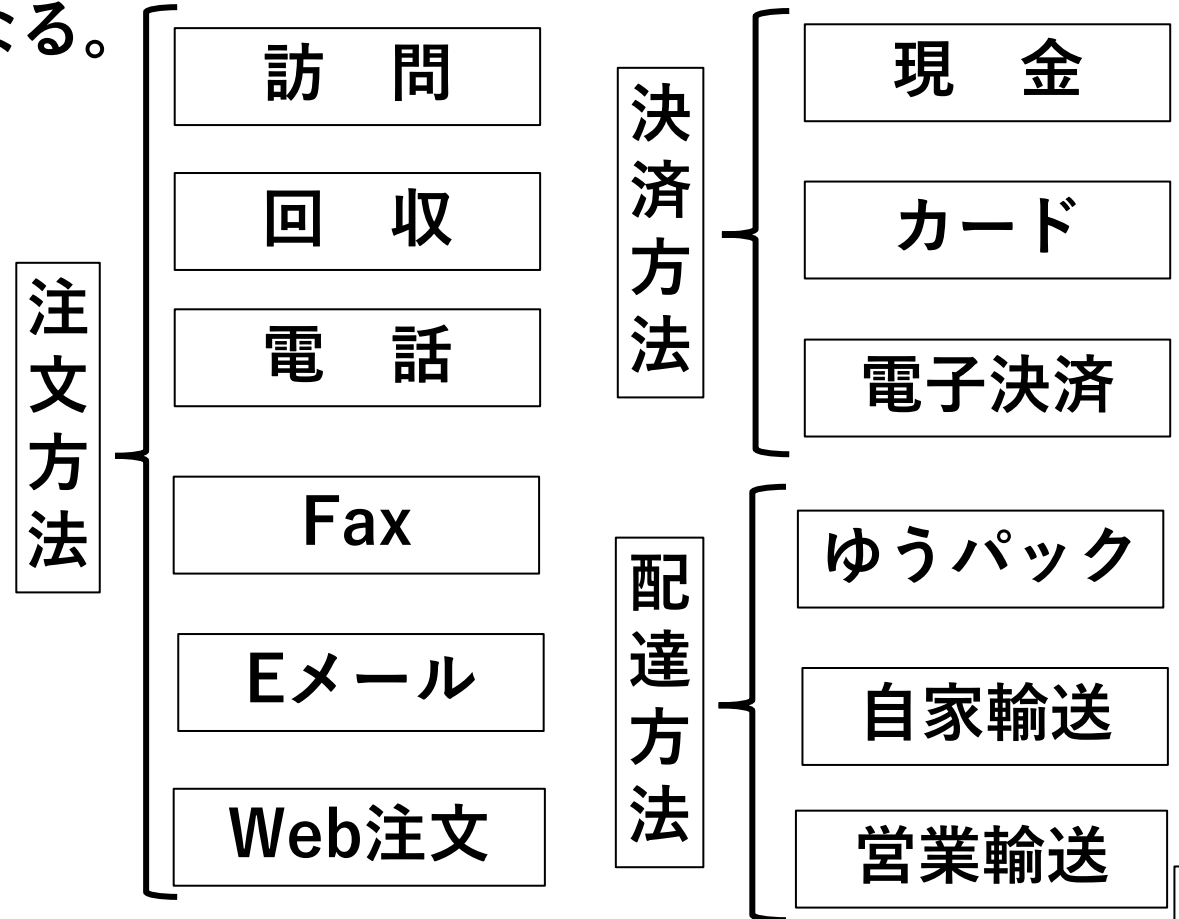 なる。
注文方法
訪　問
回　収
電　話
Fax
Eメール
Web注文
決済方法
現　金
カード
電子決済
配達方法
ゆうパック
自家輸送
営業輸送